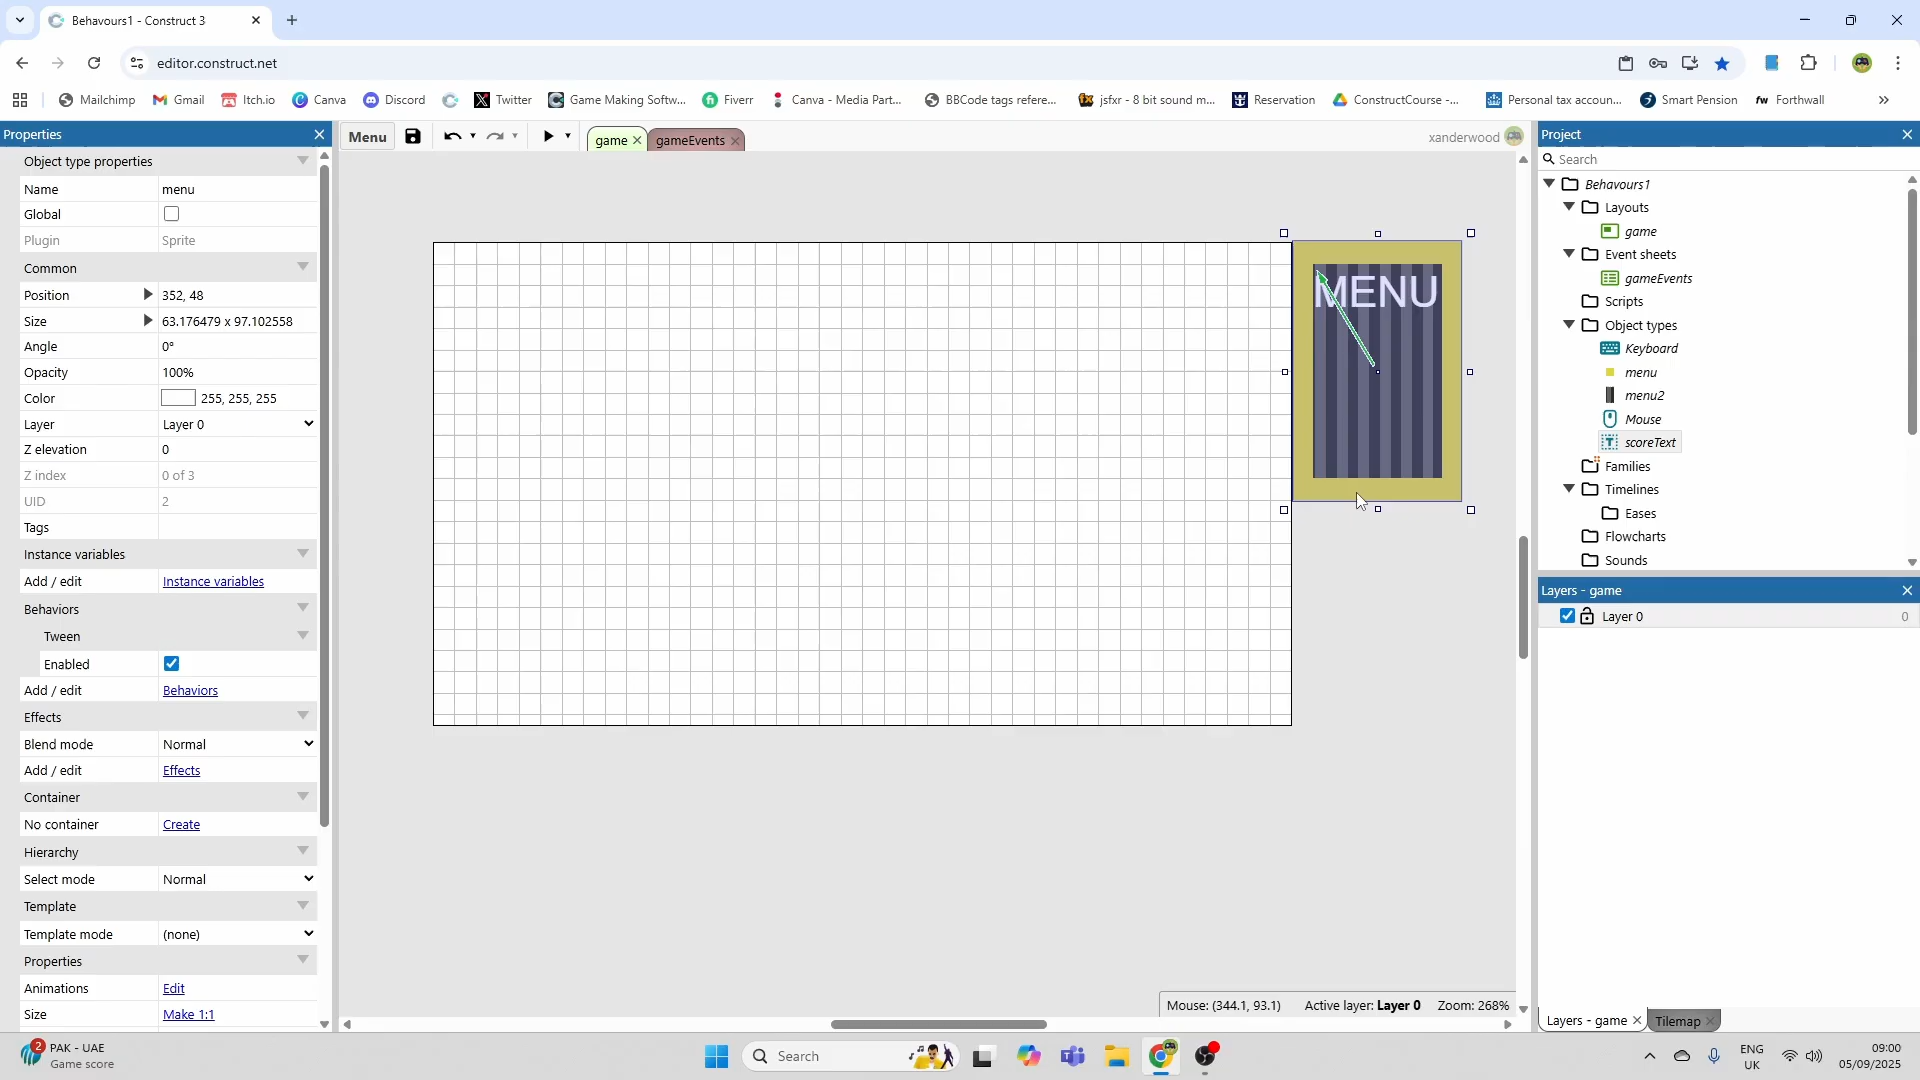 Behavours1 - Construct 3
editor.construct.net
Mailchimp
Gmail
Itch.io
Canva
Discord
Twitter
Game Making Softw...
Fiverr
Canva - Media Part...
BBCode tags refere...
jsfxr - 8 bit sound m...
Reservation
ConstructCourse -...
Personal tax accoun...
Smart Pension
fw Forthwall
Properties
Menu
game
gameEvents
xanderwood
Project
Object type properties
Name menu
Global
Plugin Sprite
Common
Position 352, 48
Size 63.176479 x 97.102558
Angle 0°
Opacity 100%
Color 255, 255, 255
Layer Layer 0
Z elevation 0
Z index 0 of 3
UID 2
Tags
Instance variables
Add / edit Instance variables
Behaviors
Tween
Enabled
Add / edit Behaviors
Effects
Blend mode Normal
Add / edit Effects
Container
No container Create
Hierarchy
Select mode Normal
Template
Template mode (none)
Properties
Animations Edit
Size Make 1:1
MENU
Mouse: (344.1, 93.1) Active layer: Layer 0 Zoom: 268%
Search
Behavours1
Layouts
game
Event sheets
gameEvents
Scripts
Object types
Keyboard
menu
menu2
Mouse
scoreText
Families
Timelines
Eases
Flowcharts
Sounds
Layers - game
Layer 0 0
Layers - game
Tilemap
2
PAK - UAE
Game score
Search
ENG
UK
09:00
05/09/2025